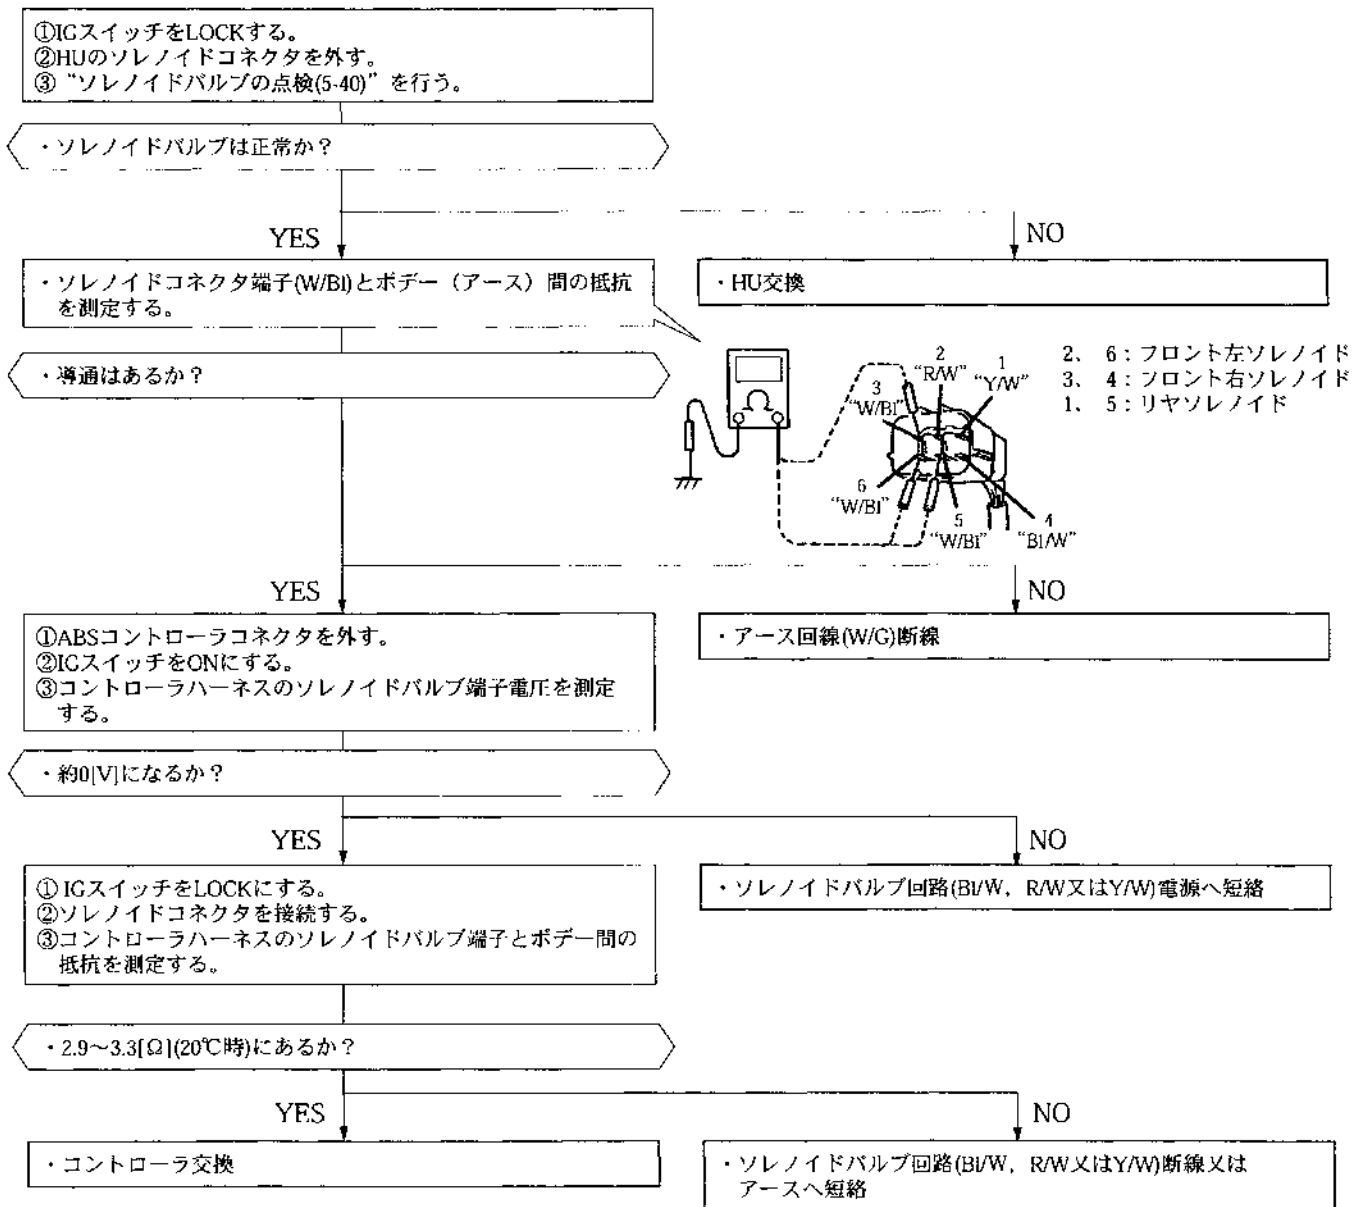 ①IGスイッチをLOCKする。
②HUのソレノイドコネクタを外す。
③“ソレノイドバルブの点検(5-40)”を行う。
・ソレノイドバルブは正常か？
YES
NO
・ソレノイドコネクタ端子(W/Bl)とボデー（アース）間の抵抗
を測定する。
・HU交換
・導通はあるか？
2
“R/W”
1
“Y/W”
3
“W/Bl”
6
“W/Bl”
5
“W/Bl”
4
“Bl/W”
2、 6：フロント左ソレノイド
3、 4：フロント右ソレノイド
1、 5：リヤソレノイド
YES
NO
①ABSコントローラコネクタを外す。
②IGスイッチをONにする。
③コントローラハーネスのソレノイドバルブ端子電圧を測定
する。
・アース回線(W/G)断線
・約0[V]になるか？
YES
NO
① IGスイッチをLOCKにする。
②ソレノイドコネクタを接続する。
③コントローラハーネスのソレノイドバルブ端子とボデー間の
抵抗を測定する。
・ソレノイドバルブ回路(Bl/W，R/W又はY/W)電源へ短絡
・2.9～3.3[Ω](20℃時)にあるか？
YES
NO
・コントローラ交換
・ソレノイドバルブ回路(Bl/W，R/W又はY/W)断線又は
アースへ短絡